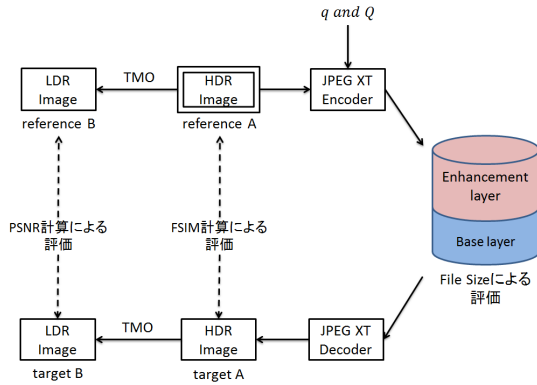 q and Q
LDR
Image
TMO
HDR
Image
JPEG XT
Encoder
reference B
reference A
Enhancement
layer
Base layer
PSNR計算による
評価
FSIM計算による
評価
File Sizeによる
評価
LDR
Image
TMO
HDR
Image
JPEG XT
Decoder
target B
target A